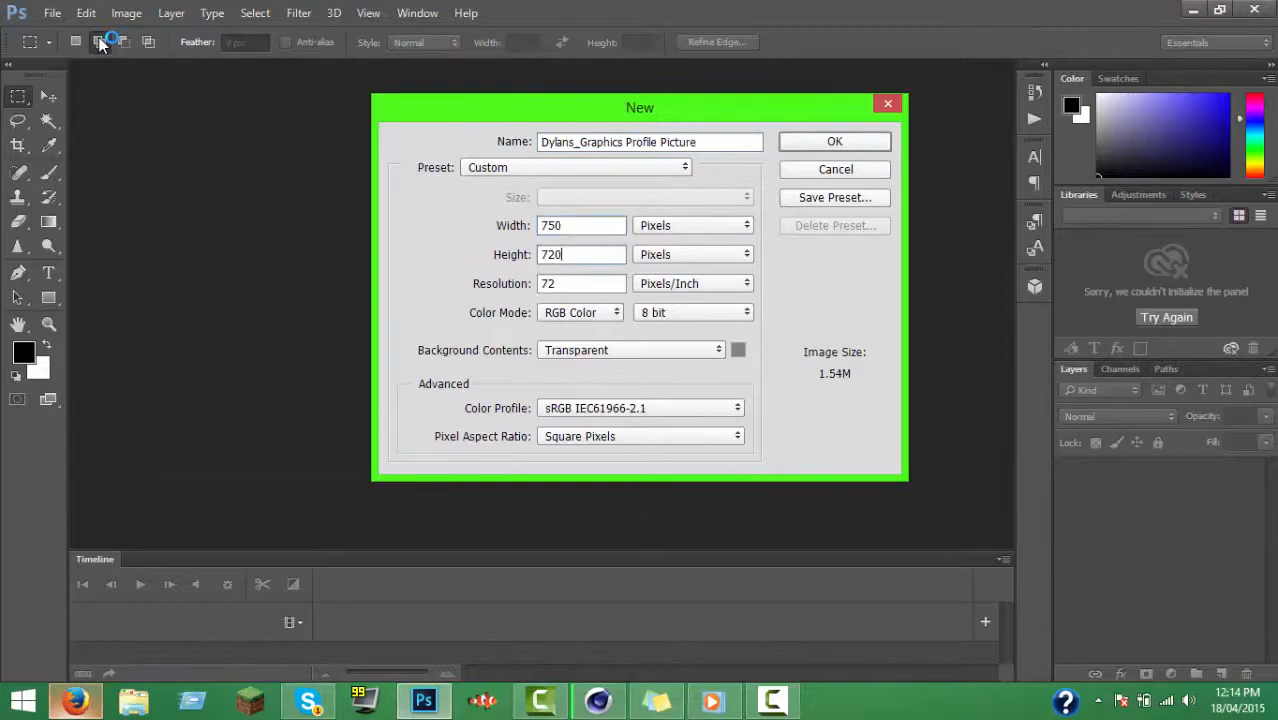 Ps File Edit Image Layer Type Select Filter 3D View Window Help
Feather: 0 px Anti-alias Style: Normal Width: Height: Refine Edge... Essentials
New
Name: Dylans_Graphics Profile Picture OK
Preset: Custom Cancel
Size: Save Preset...
Width: 750 Pixels Delete Preset...
Height: 720 Pixels
Resolution: 72 Pixels/Inch
Color Mode: RGB Color 8 bit
Background Contents: Transparent
Image Size:
1.54M
Advanced
Color Profile: sRGB IEC61966-2.1
Pixel Aspect Ratio: Square Pixels
Color Swatches
Libraries Adjustments Styles
Sorry, we couldn't initialize the panel
Try Again
Layers Channels Paths
Kind
Normal Opacity:
Lock: Fill:
Timeline
99
Ps
12:14 PM
18/04/2015